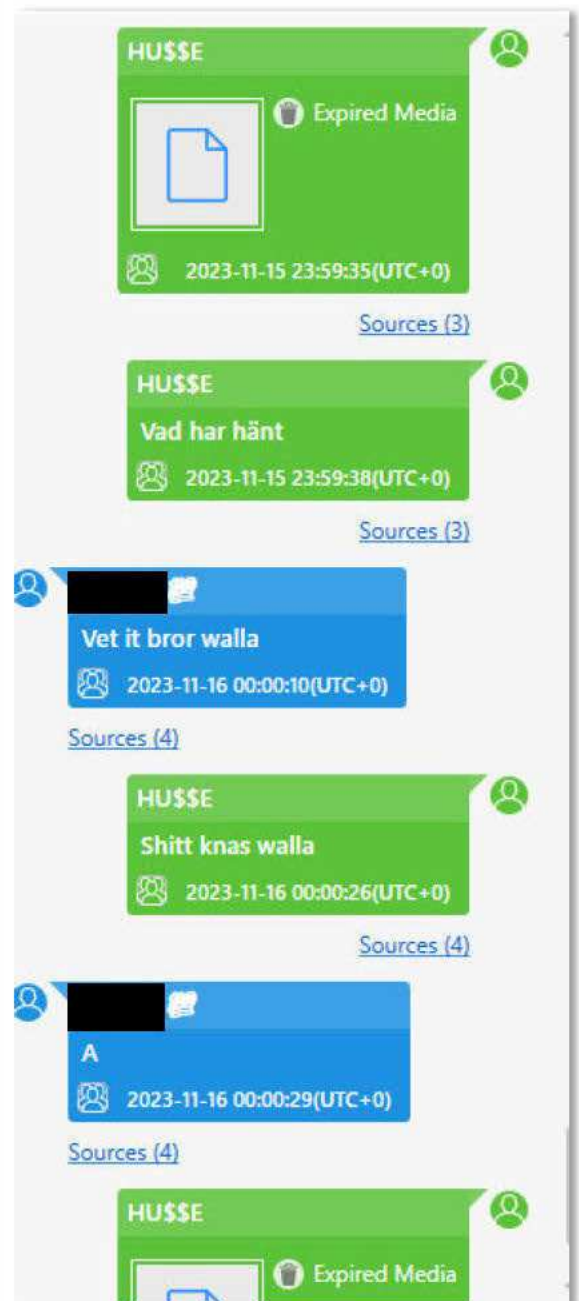 HU$$E
Expired Media
2023-11-15 23:59:35(UTC+0)
Sources (3)
HU$$E
Vad har hänt
2023-11-15 23:59:38(UTC+0)
Sources (3)
Vet it bror walla
2023-11-16 00:00:10(UTC+0)
Sources (4)
HU$$E
Shitt knas walla
2023-11-16 00:00:26(UTC+0)
Sources (4)
A
2023-11-16 00:00:29(UTC+0)
Sources (4)
HU$$E
Expired Media